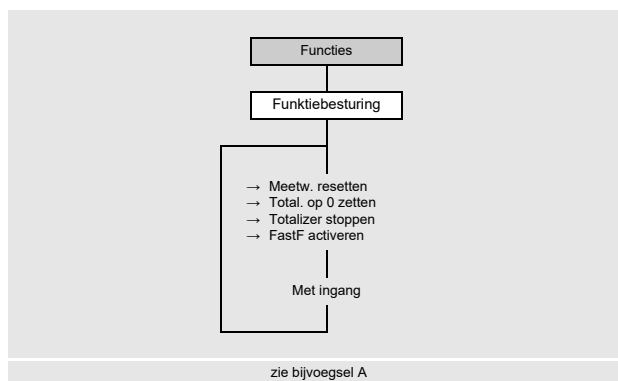 Functies
Funktiebesturing
→ Meetw. resetten
→ Total. op 0 zetten
→ Totalizer stoppen
→ FastF activeren
Met ingang
zie bijvoegsel A